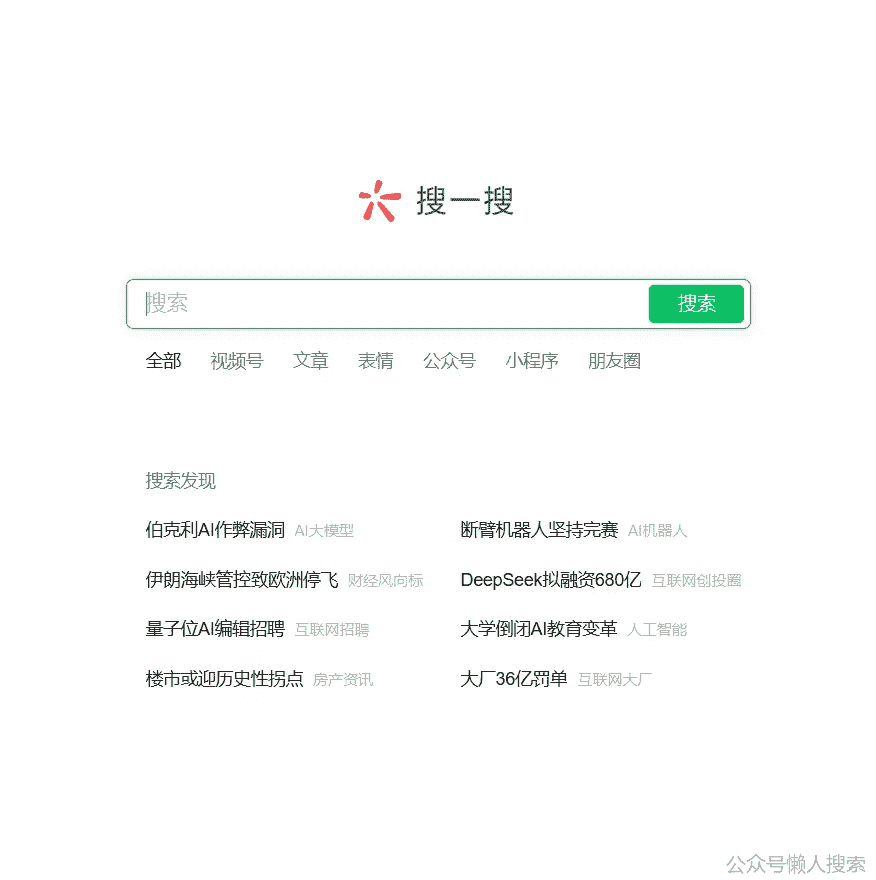 搜一搜
搜索 搜索
全部 视频号 文章 表情 公众号 小程序 朋友圈
搜索发现
伯克利AI作弊漏洞 AI大模型 断臂机器人坚持完赛 AI机器人
伊朗海峡管控致欧洲停飞 财经风向标 DeepSeek拟融资680亿 互联网创投圈
量子位AI编辑招聘 互联网招聘 大学倒闭AI教育变革 人工智能
楼市或迎历史性拐点 房产资讯 大厂36亿罚单 互联网大厂
公众号懒人搜索